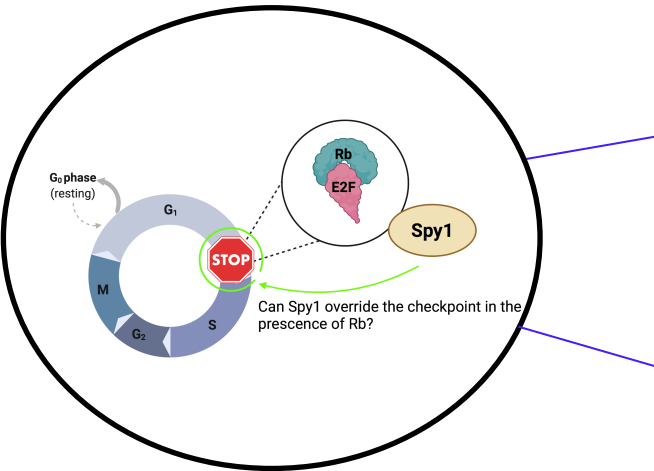 Rb
E2F
G₀ phase
(resting)
G₁
Spy1
STOP
M
Can Spy1 override the checkpoint in the
prescence of Rb?
S
G₂